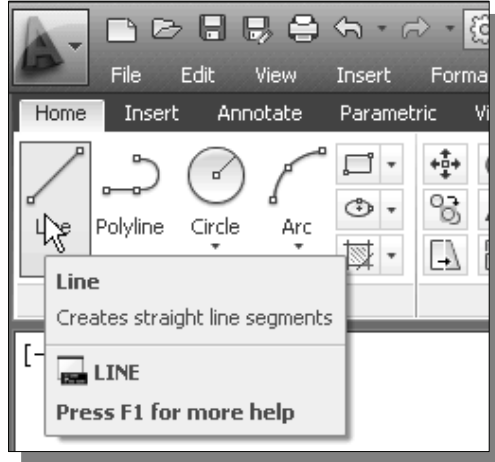 A
File Edit View Insert Forma
Home Insert Annotate Parametric Vi
Line Polyline Circle Arc
Line
Creates straight line segments
[-
LINE
Press F1 for more help